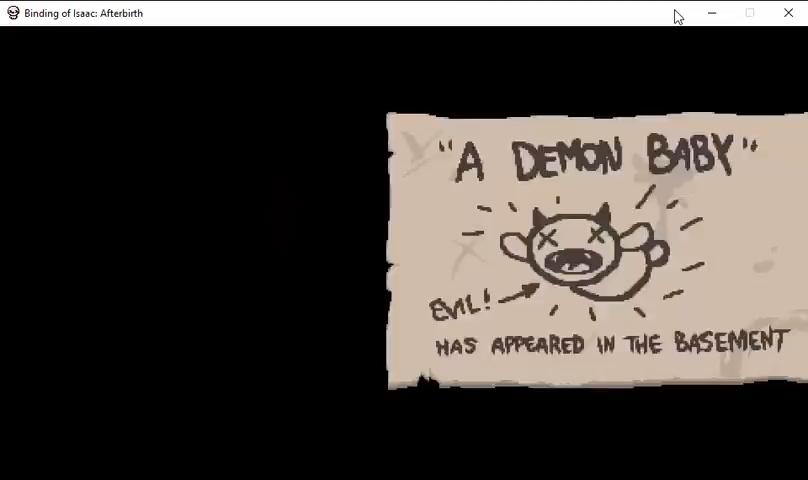 Binding of Isaac: Afterbirth
"A DEMON BABY"
EVIL!
HAS APPEARED IN THE BASEMENT